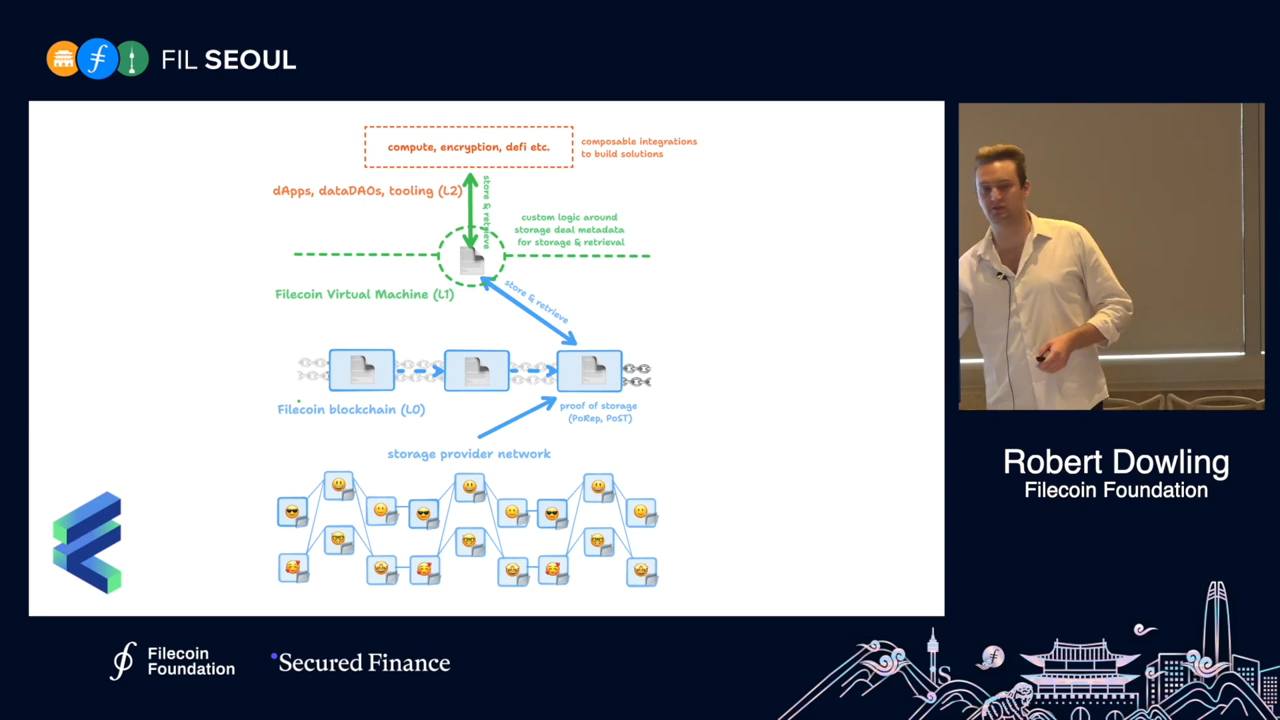 FIL SEOUL
compute, encryption, defi etc.
composable integrations
to build solutions
dApps, dataDAOs, tooling (L2)
store & retrieve
custom logic around
storage deal metadata
for storage & retrieval
Filecoin Virtual Machine (L1)
store & retrieve
Filecoin blockchain (L0)
proof of storage
(PoRep, PoST)
storage provider network
Robert Dowling
Filecoin Foundation
Filecoin
Foundation
Secured Finance
S